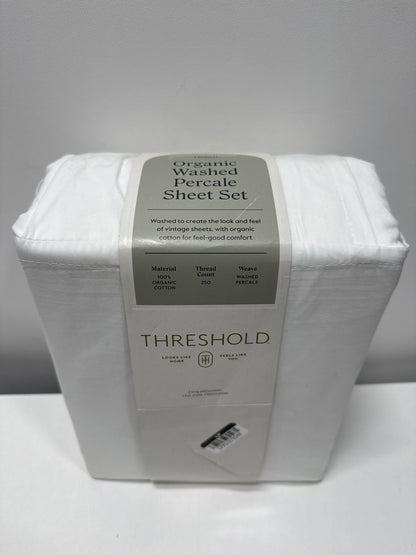 Organic
Washed
Percale
Sheet Set
Washed to create the look and feel
of vintage sheets, with organic
cotton for feel-good comfort
Material Thread Count Weave
100% ORGANIC COTTON 250 WASHED PERCALE
THRESHOLD
LOOKS LIKE HOME FEELS LIKE YOU